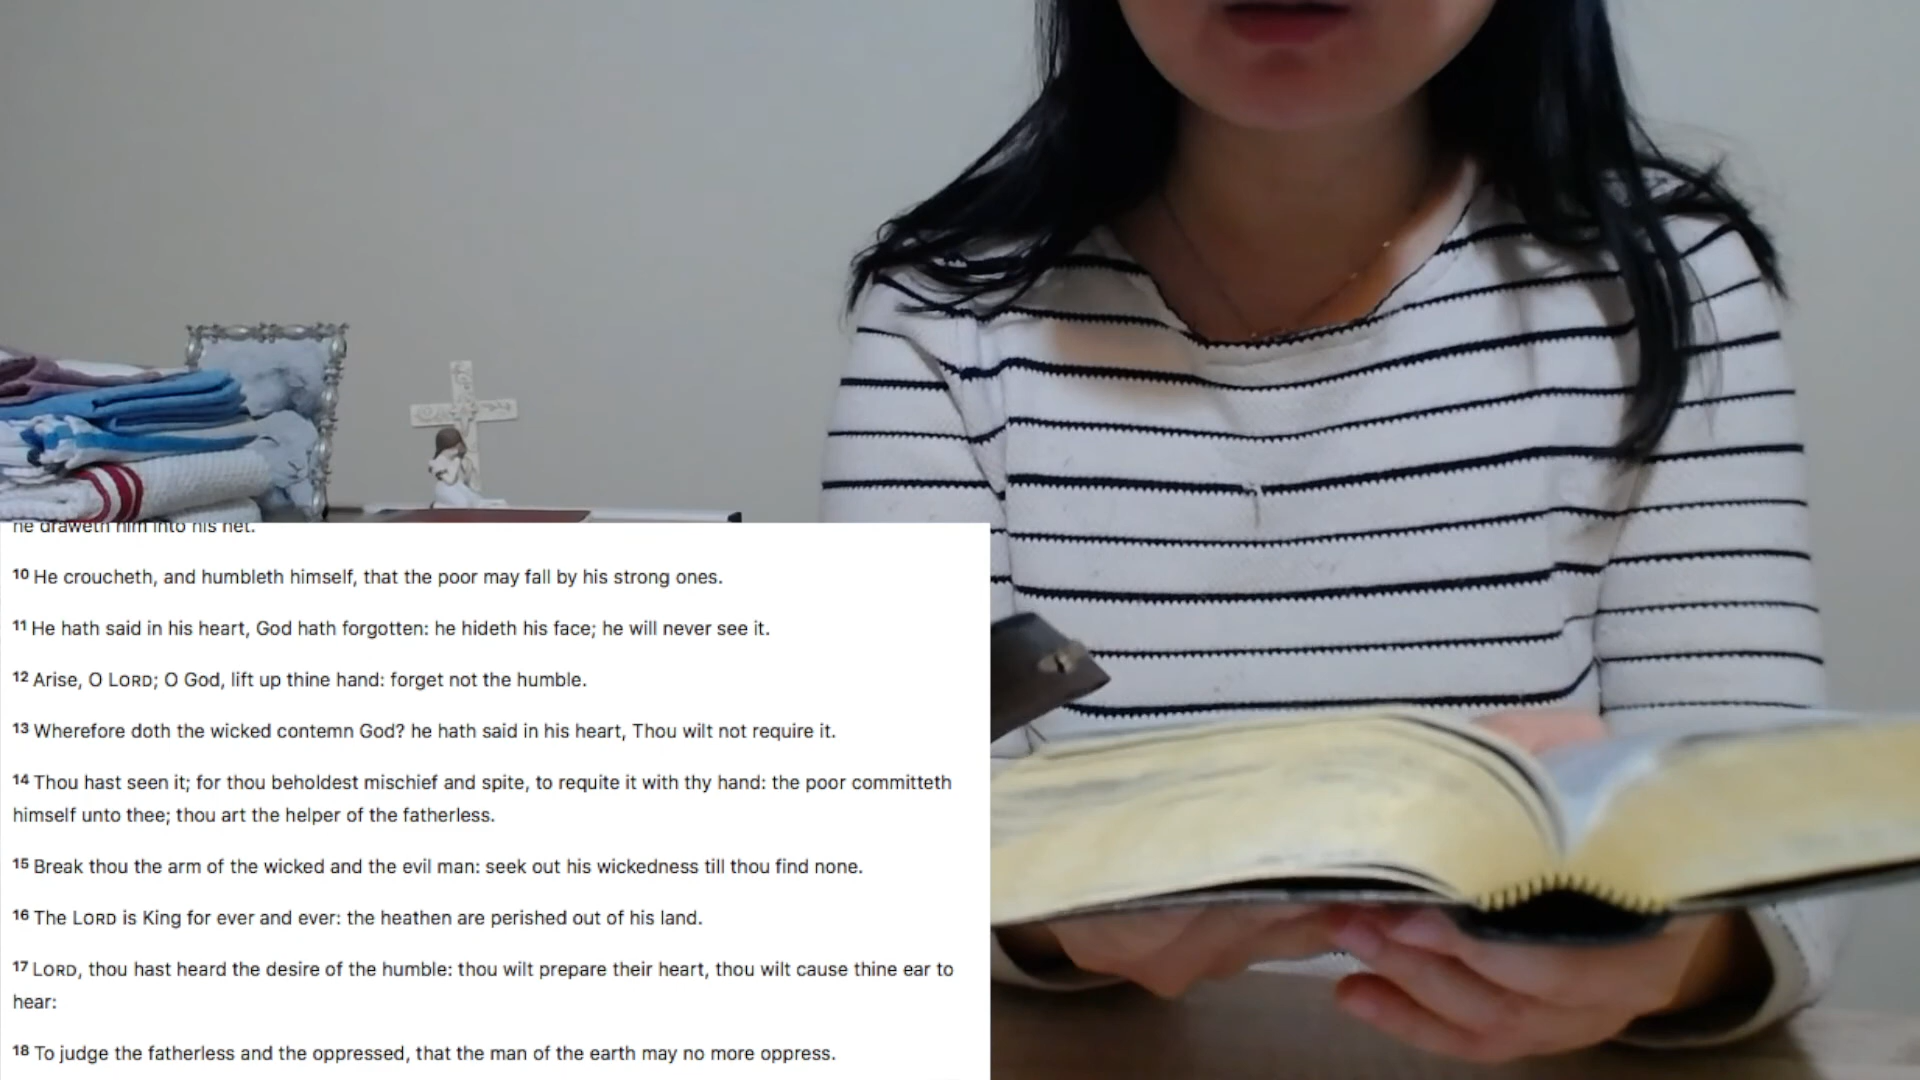 he draweth him into his net.
10 He croucheth, and humbleth himself, that the poor may fall by his strong ones.
11 He hath said in his heart, God hath forgotten: he hideth his face; he will never see it.
12 Arise, O LORD; O God, lift up thine hand: forget not the humble.
13 Wherefore doth the wicked contemn God? he hath said in his heart, Thou wilt not require it.
14 Thou hast seen it; for thou beholdest mischief and spite, to requite it with thy hand: the poor committeth
himself unto thee; thou art the helper of the fatherless.
15 Break thou the arm of the wicked and the evil man: seek out his wickedness till thou find none.
16 The LORD is King for ever and ever: the heathen are perished out of his land.
17 LORD, thou hast heard the desire of the humble: thou wilt prepare their heart, thou wilt cause thine ear to
hear:
18 To judge the fatherless and the oppressed, that the man of the earth may no more oppress.